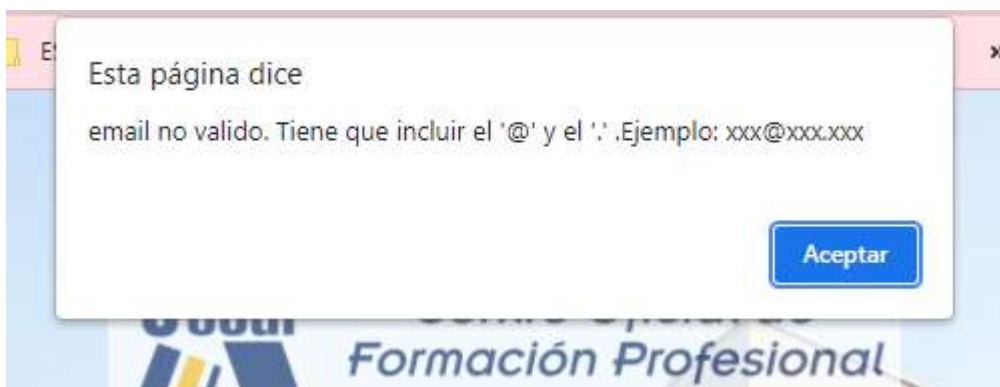 Esta página dice
email no valido. Tiene que incluir el '@' y el '.' .Ejemplo: xxx@xxx.xxx
Aceptar
Formación Profesional